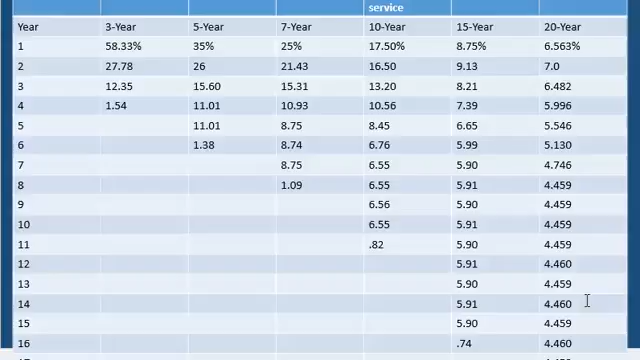 service
Year 3-Year 5-Year 7-Year 10-Year 15-Year 20-Year
1 58.33% 35% 25% 17.50% 8.75% 6.563%
2 27.78 26 21.43 16.50 9.13 7.0
3 12.35 15.60 15.31 13.20 8.21 6.482
4 1.54 11.01 10.93 10.56 7.39 5.996
5 11.01 8.75 8.45 6.65 5.546
6 1.38 8.74 6.76 5.99 5.130
7 8.75 6.55 5.90 4.746
8 1.09 6.55 5.91 4.459
9 6.56 5.90 4.459
10 6.55 5.91 4.459
11 .82 5.90 4.459
12 5.91 4.460
13 5.90 4.459
14 5.91 4.460
15 5.90 4.459
16 .74 4.460